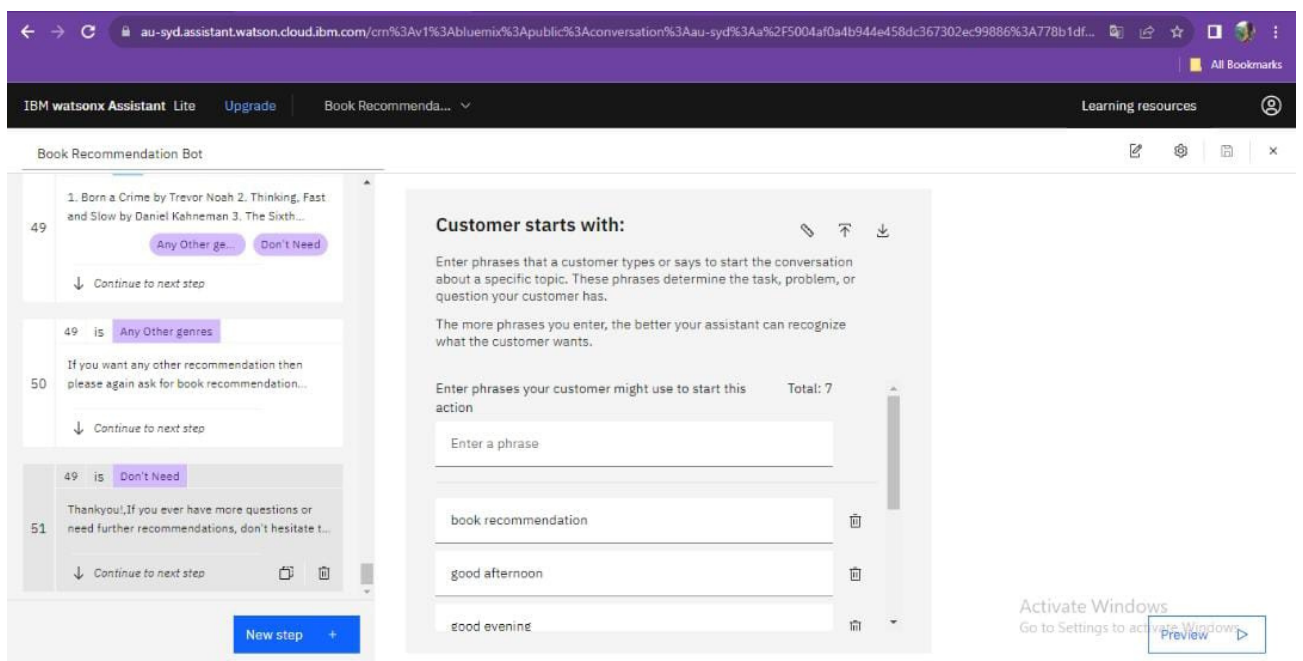 au-syd.assistant.watson.cloud.ibm.com/crn%3Av1%3Abluemix%3Apublic%3Aconversation%3Aau-syd%3Aa%2F5004af0a4b944e458dc367302ec99886%3A778b1df...
All Bookmarks
IBM watsonx Assistant Lite Upgrade Book Recommenda... Learning resources
Book Recommendation Bot
49
1. Born a Crime by Trevor Noah 2. Thinking, Fast
and Slow by Daniel Kahneman 3. The Sixth...
Any Other ge... Don't Need
Continue to next step
49 is Any Other genres
50
If you want any other recommendation then
please again ask for book recommendation...
Continue to next step
49 is Don't Need
51
Thankyou!,If you ever have more questions or
need further recommendations, don't hesitate t...
Continue to next step
New step +
Customer starts with:
Enter phrases that a customer types or says to start the conversation
about a specific topic. These phrases determine the task, problem, or
question your customer has.
The more phrases you enter, the better your assistant can recognize
what the customer wants.
Enter phrases your customer might use to start this
action
Total: 7
Enter a phrase
book recommendation
good afternoon
good evening
Activate Windows
Go to Settings to activate Windows.
Preview